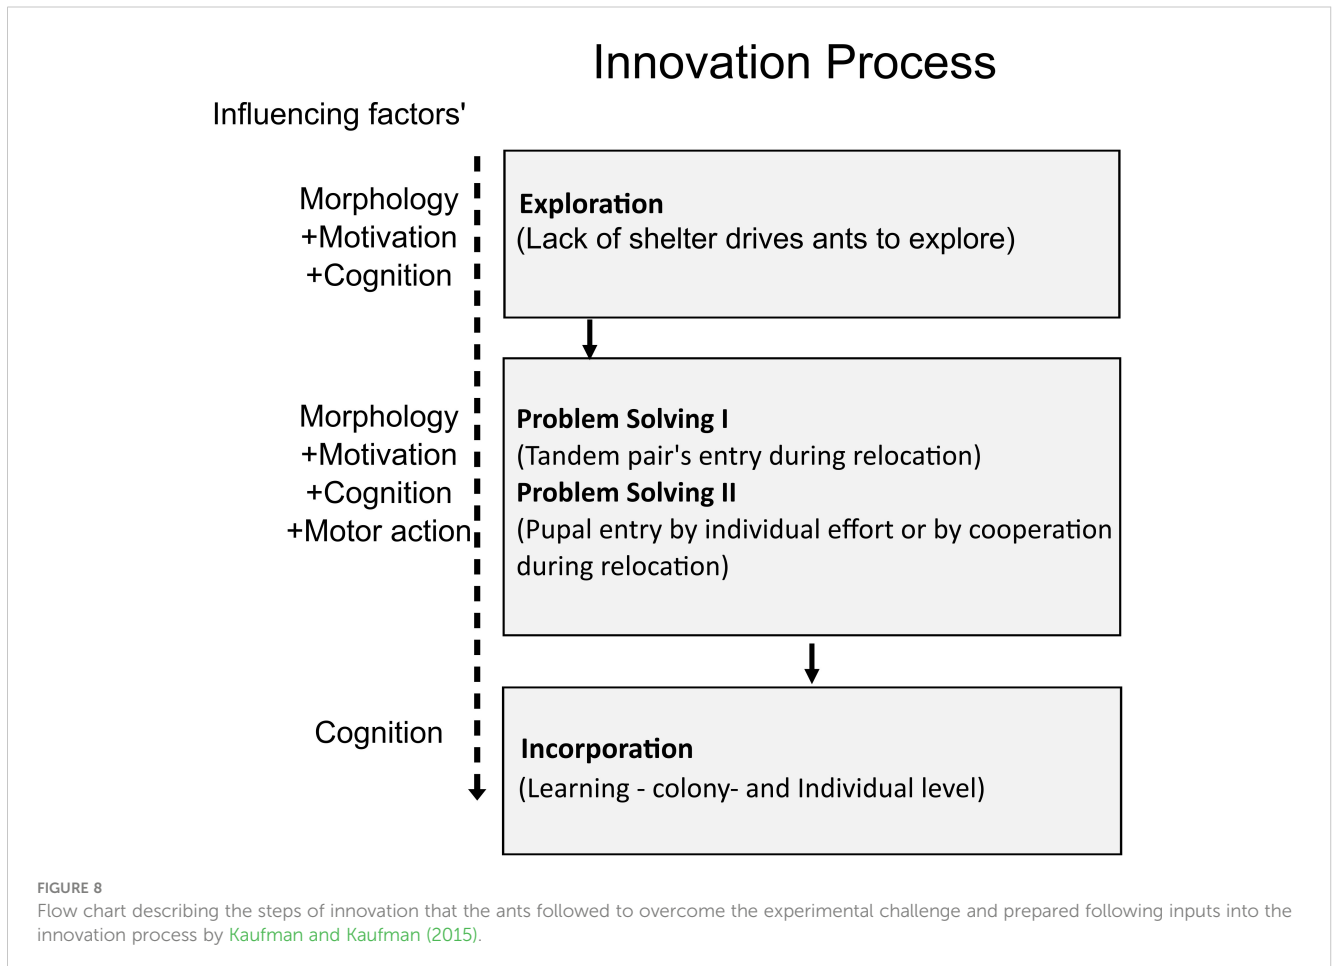 Innovation Process
Influencing factors'
Morphology
+Motivation
+Cognition
Exploration
(Lack of shelter drives ants to explore)
Morphology
+Motivation
+Cognition
+Motor action
Problem Solving I
(Tandem pair's entry during relocation)
Problem Solving II
(Pupal entry by individual effort or by cooperation
during relocation)
Cognition
Incorporation
(Learning - colony- and Individual level)
FIGURE 8
Flow chart describing the steps of innovation that the ants followed to overcome the experimental challenge and prepared following inputs into the
innovation process by Kaufman and Kaufman (2015).